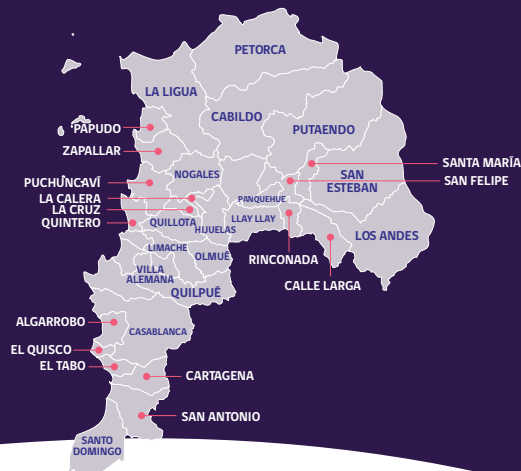 PETORCA
LA LIGUA
CABILDO
PAPUDO
PUTAENDO
ZAPALLAR
SANTA MARÍA
NOGALES
SAN
ESTEBAN
PUCHUNCAVÍ
SAN FELIPE
LA CALERA
PANQUEHUE
LA CRUZ
QUINTERO
QUILLOTA
LLAY LLAY
HIJUELAS
LOS ANDES
LIMACHE
OLMUÉ
RINCONADA
VILLA
ALEMANA
CALLE LARGA
QUILPUÉ
ALGARROBO
CASABLANCA
EL QUISCO
EL TABO
CARTAGENA
SAN ANTONIO
SANTO
DOMINGO